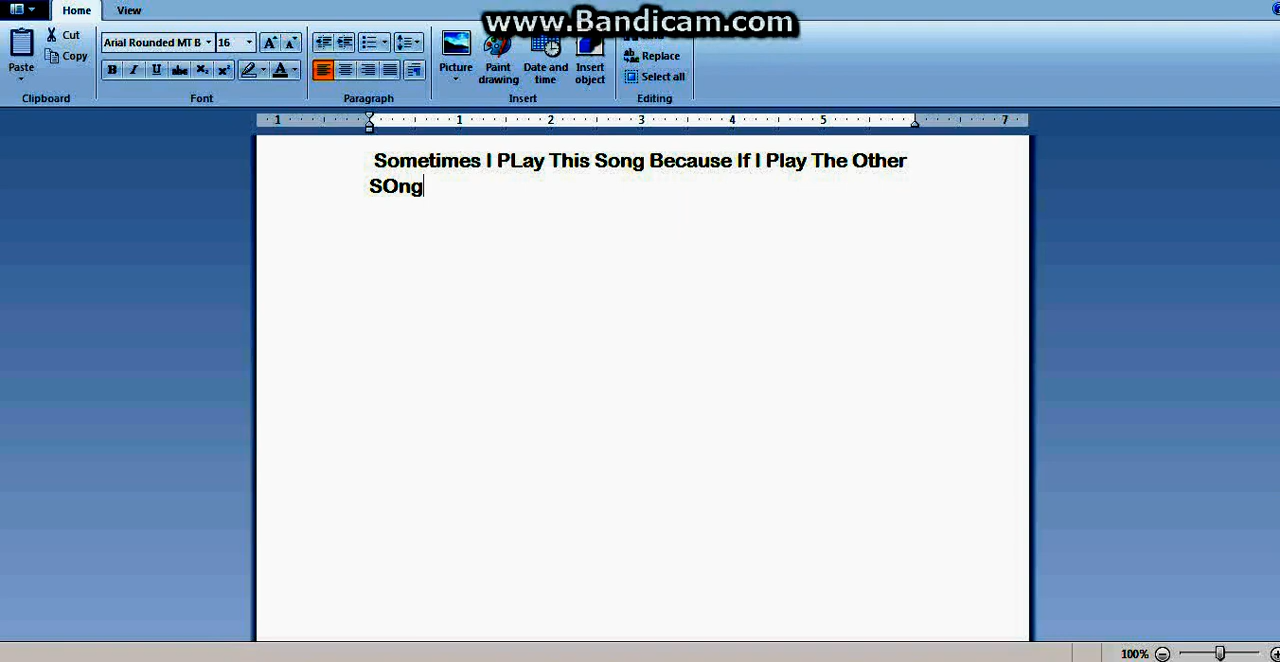 www.Bandicam.com
Home View
Cut
Copy
Paste
Clipboard
Arial Rounded MT B 16
Font
Paragraph
Picture
Paint drawing
Date and time
Insert object
Insert
Replace
Select all
Editing
1 1 2 3 4 5 7
Sometimes I PLay This Song Because If I Play The Other
SOng
100%